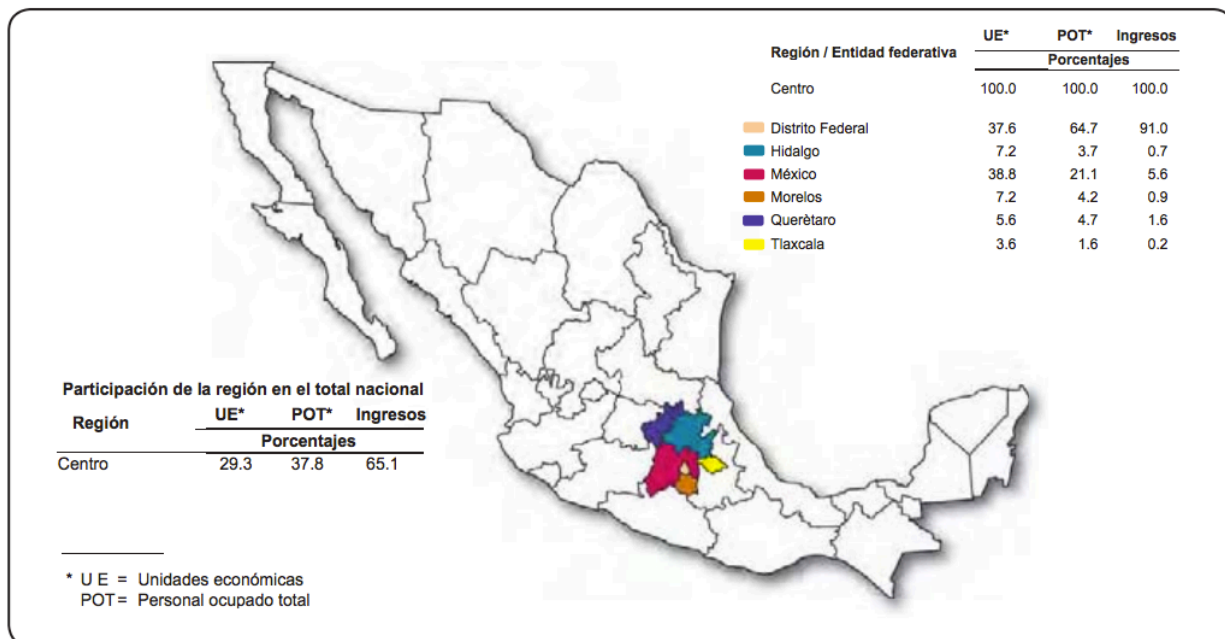 Región / Entidad federativa UE* POT* Ingresos
Porcentajes
Centro 100.0 100.0 100.0
Distrito Federal 37.6 64.7 91.0
Hidalgo 7.2 3.7 0.7
México 38.8 21.1 5.6
Morelos 7.2 4.2 0.9
Querètaro 5.6 4.7 1.6
Tlaxcala 3.6 1.6 0.2
Participación de la región en el total nacional
Región UE* POT* Ingresos
Porcentajes
Centro 29.3 37.8 65.1
* U E = Unidades económicas
POT = Personal ocupado total